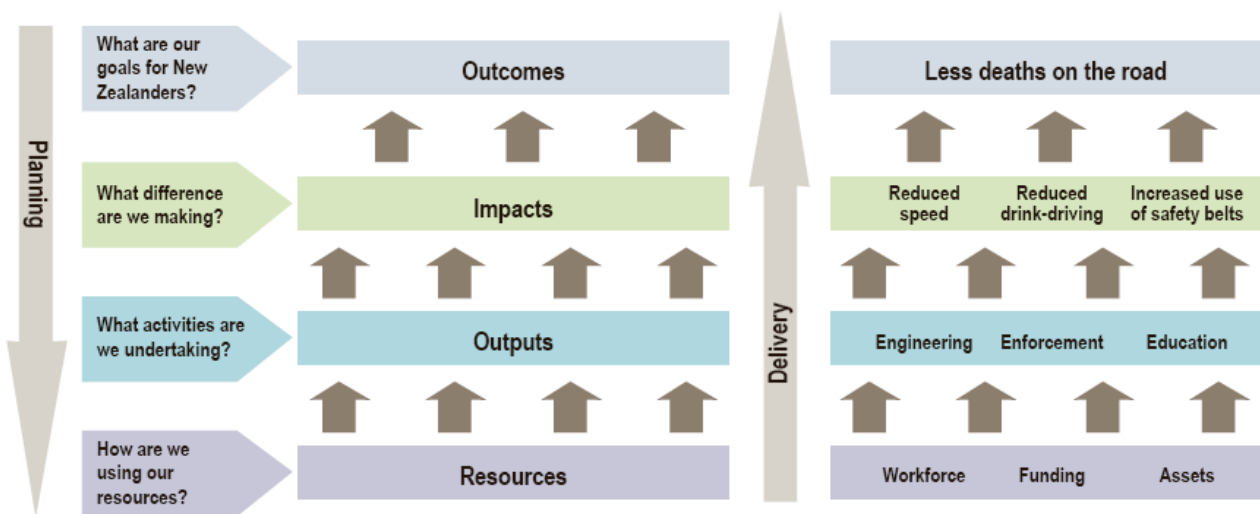 Planning
What are our
goals for New
Zealanders?
Outcomes
Less deaths on the road
What difference
are we making?
Impacts
Reduced
speed
Reduced
drink-driving
Increased use
of safety belts
What activities are
we undertaking?
Outputs
Delivery
Engineering
Enforcement
Education
How are we
using our
resources?
Resources
Workforce
Funding
Assets